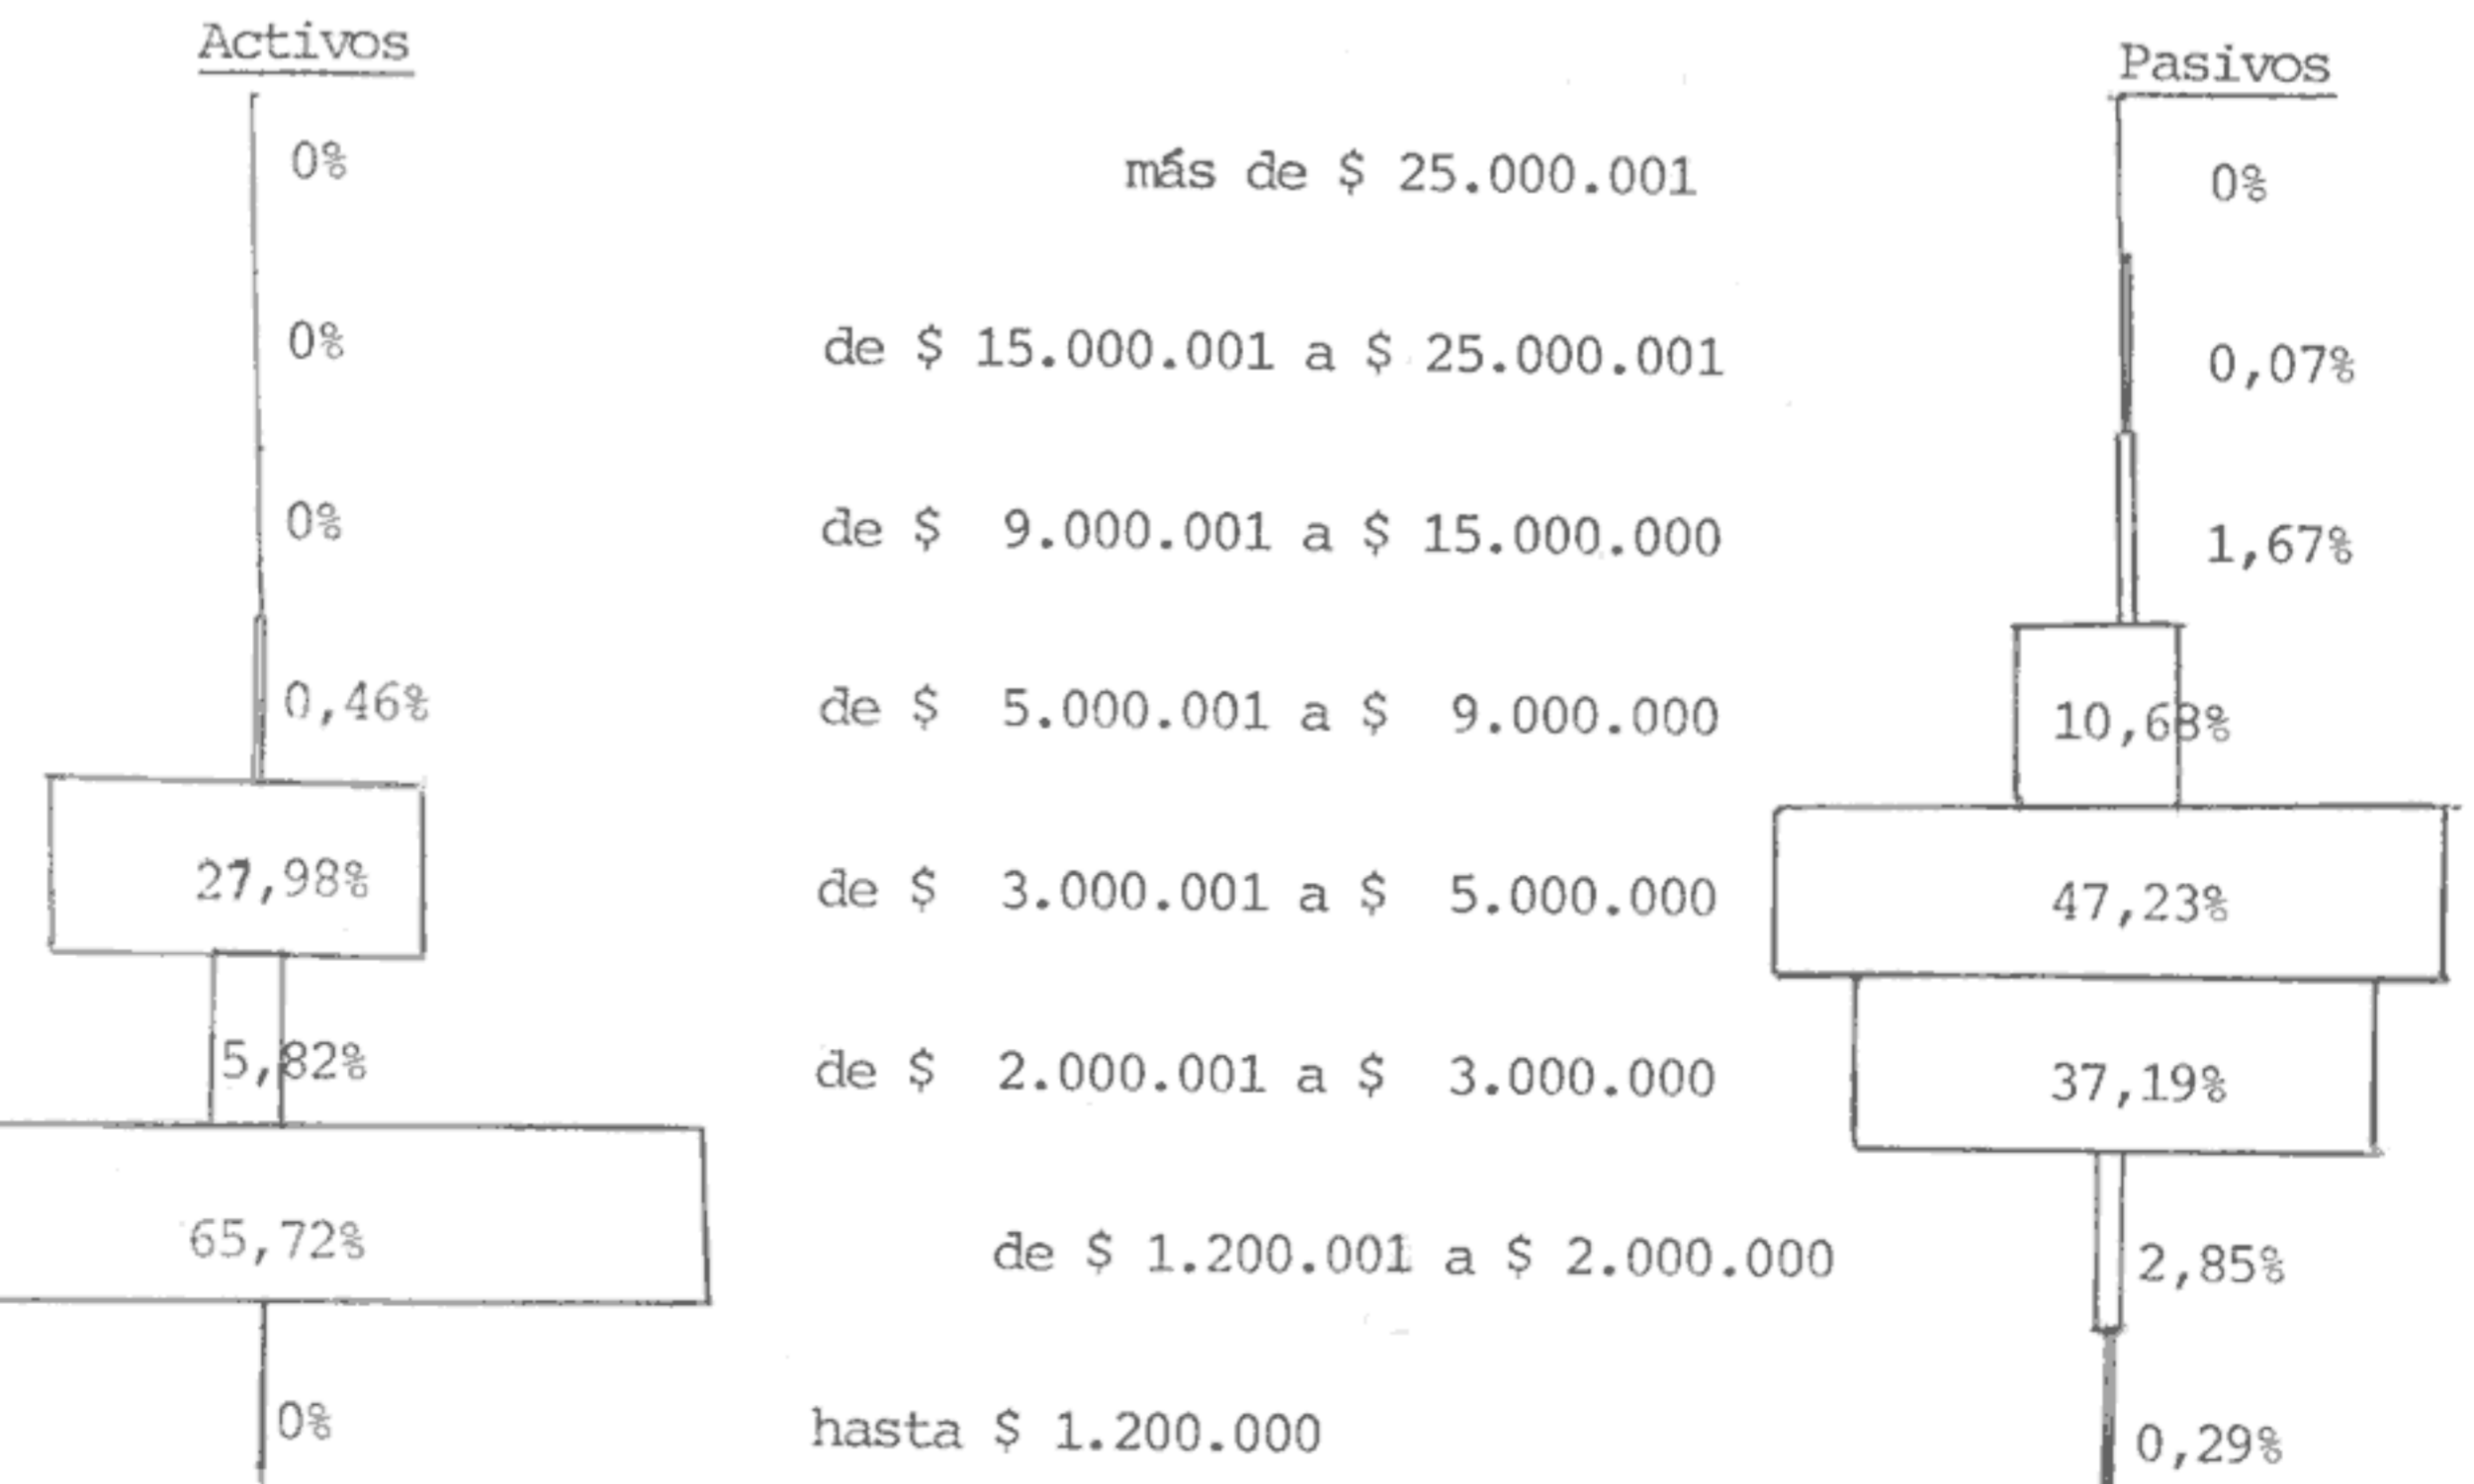 Activos Pasivos
0% más de $ 25.000.001 0%
0% de $ 15.000.001 a $ 25.000.001 0,07%
0% de $ 9.000.001 a $ 15.000.000 1,67%
0,46% de $ 5.000.001 a $ 9.000.000 10,68%
27,98% de $ 3.000.001 a $ 5.000.000 47,23%
5,82% de $ 2.000.001 a $ 3.000.000 37,19%
65,72% de $ 1.200.001 a $ 2.000.000 2,85%
0% hasta $ 1.200.000 0,29%